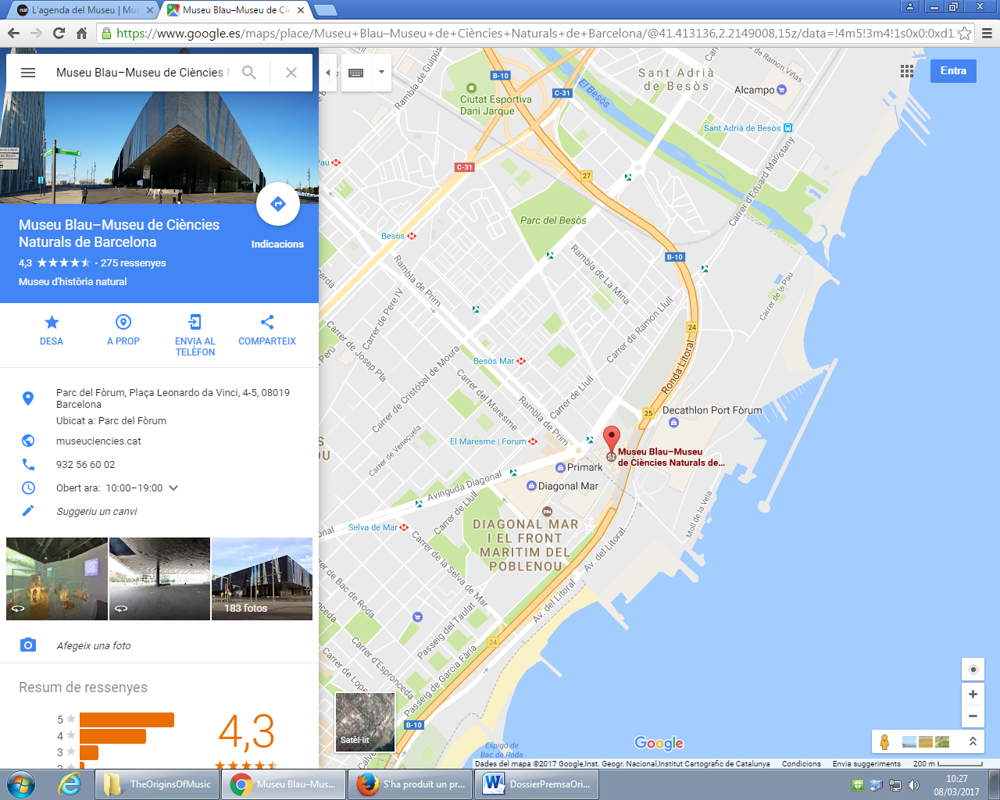 L'agenda del Museu | Mus
Museu Blau–Museu de Ciè
https://www.google.es/maps/place/Museu+Blau–Museu+de+Ciències+Naturals+de+Barcelona/@41.413136,2.2149008,15z/data=!4m5!3m4!1s0x0:0xd1
Museu Blau–Museu de Ciències N
Entra
Museu Blau–Museu de Ciències
Naturals de Barcelona
Indicacions
4,3 · 275 ressenyes
Museu d'història natural
DESA
A PROP
ENVIA AL
TELÈFON
COMPARTEIX
Parc del Fòrum, Plaça Leonardo da Vinci, 4-5, 08019
Barcelona
Ubicat a: Parc del Fòrum
museuciencies.cat
932 56 60 02
Obert ara: 10:00–19:00
Suggeriu un canvi
183 fotos
Afegeix una foto
Resum de ressenyes
5
4
3
4,3
B-10
C-31
Rambla de Guipús
Ciutat Esportiva
Dani Jarque
El Besòs
Sant Adrià
de Besòs
de Ramon Viñas
Alcampo
Sant Adrià de Besòs
Carrer d'Eduard Maristany
Pau
C-31
27
Parc del Besòs
Besòs
B-10
Rambla de Prim
Rambla de La Mina
Carrer de la Pau
Carrer de Pere IV
Carrer de Ramon Llull
24
Carrer de Josep Pla
Besòs Mar
Ronda Litoral
Carrer de Cristóbal de Moura
Carrer del Maresme
Carrer de Llull
Rambla de Prim
25
Decathlon Port Fòrum
Carrer de Veneçuela
El Maresme | Forum
Museu Blau–Museu
de Ciències Naturals de...
Primark
Avinguda Diagonal
Diagonal Mar
Carrer de Llull
Moll de la Vela
Selva de Mar
DIAGONAL MAR
I EL FRONT
MARITIM DEL
POBLENOU
Carrer de la Selva de Mar
Av. del Litoral
Carrer de Bac de Roda
Av. del Litoral
Passeig del Taulat
24
Carrer d'Espronceda
Passeig de Garcia Fària
Carrer de Lope
Satèl·lit
B-10
Espigó de
Bac de Roda
Google
Dades del mapa ©2017 Google,Inst. Geogr. Nacional,Institut Cartografic de Catalunya
Condicions
Envia suggeriments
200 m
TheOriginsOfMusic
Museu Blau–Mus...
S'ha produït un pr...
DossierPremsaOri...
10:27
08/03/2017